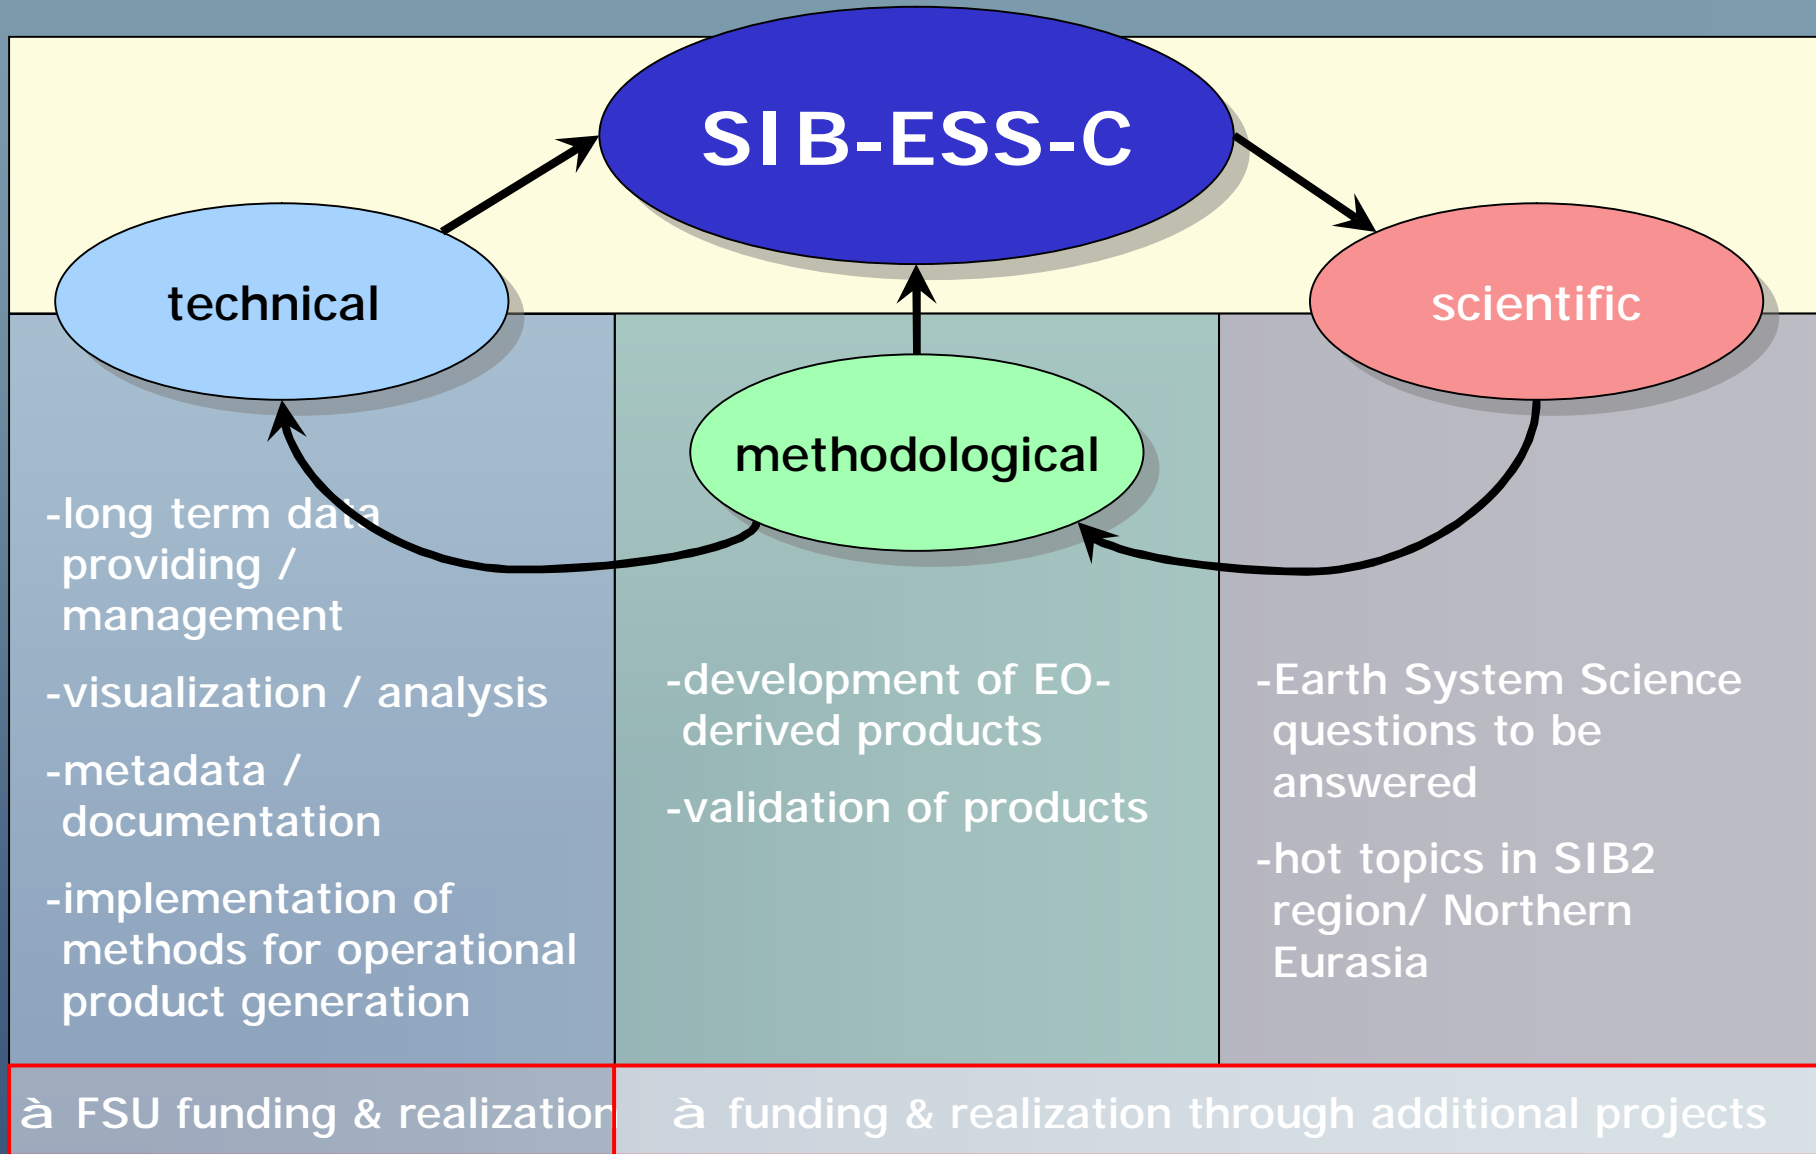 SIB-ESS-C
technical
scientific
methodological
-long term data
providing /
management
-visualization / analysis
-metadata /
documentation
-implementation of
methods for operational
product generation
-development of EO-
derived products
-validation of products
-Earth System Science
questions to be
answered
-hot topics in SIB2
region/ Northern
Eurasia
à FSU funding & realization
à funding & realization through additional projects